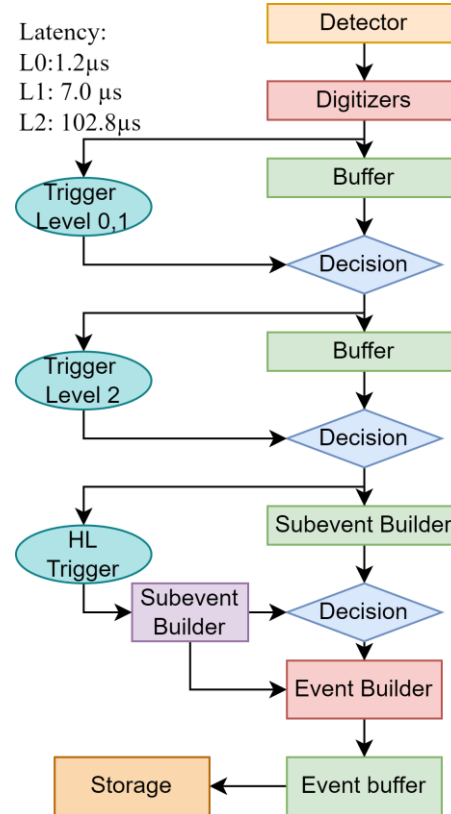 Latency:
L0:1.2µs
L1: 7.0 µs
L2: 102.8µs
Detector
Digitizers
Trigger
Level 0,1
Buffer
Decision
Trigger
Level 2
Buffer
Decision
HL
Trigger
Subevent Builder
Subevent
Builder
Decision
Event Builder
Storage
Event buffer